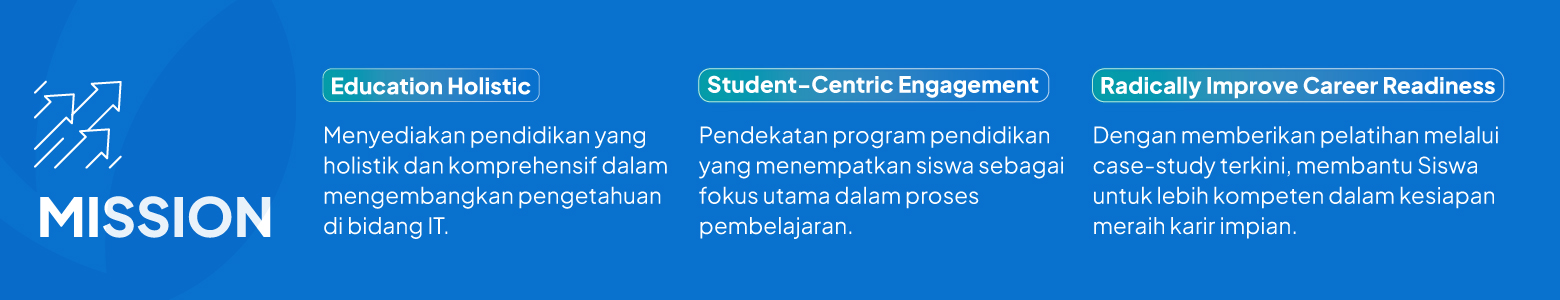 MISSION
Education Holistic
Menyediakan pendidikan yang
holistik dan komprehensif dalam
mengembangkan pengetahuan
di bidang IT.
Student-Centric Engagement
Pendekatan program pendidikan
yang menempatkan siswa sebagai
fokus utama dalam proses
pembelajaran.
Radically Improve Career Readiness
Dengan memberikan pelatihan melalui
case-study terkini, membantu Siswa
untuk lebih kompeten dalam kesiapan
meraih karir impian.